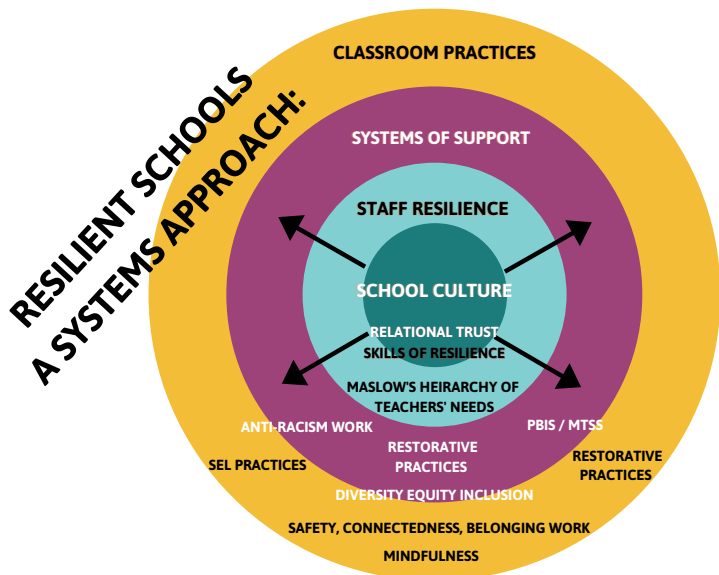 RESILIENT SCHOOLS
A SYSTEMS APPROACH:
CLASSROOM PRACTICES
SYSTEMS OF SUPPORT
STAFF RESILIENCE
SCHOOL CULTURE
RELATIONAL TRUST
SKILLS OF RESILIENCE
MASLOW'S HEIRARCHY OF
TEACHERS' NEEDS
ANTI-RACISM WORK
PBIS / MTSS
RESTORATIVE
PRACTICES
SEL PRACTICES
RESTORATIVE
PRACTICES
DIVERSITY EQUITY INCLUSION
SAFETY, CONNECTEDNESS, BELONGING WORK
MINDFULNESS